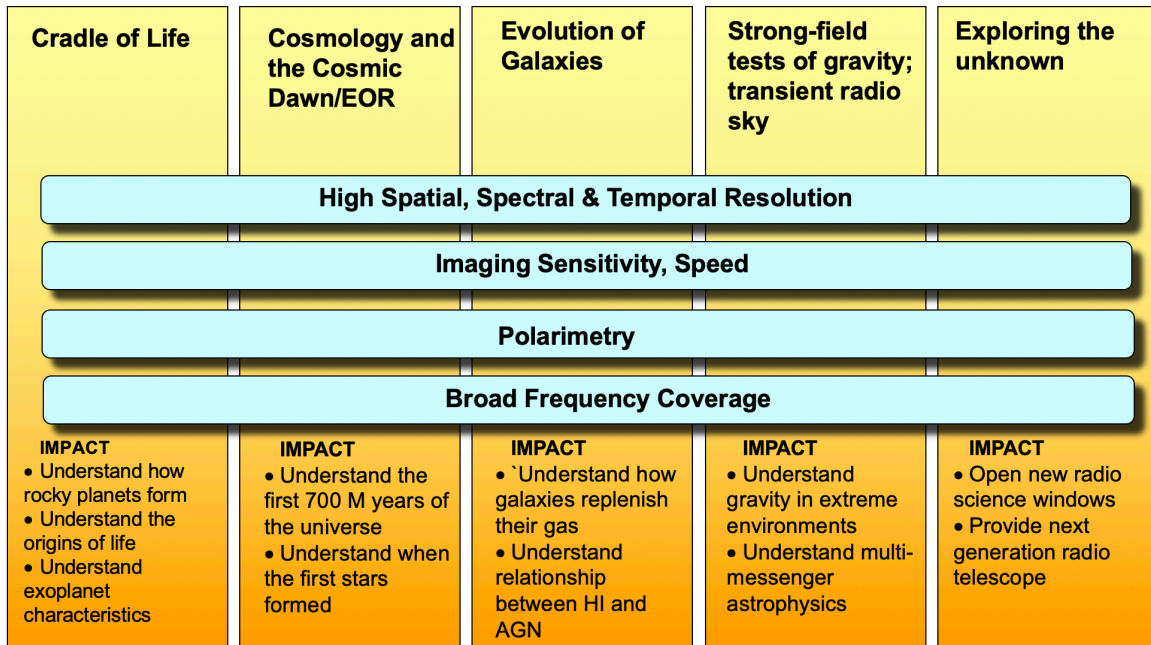 Cradle of Life
Cosmology and
the Cosmic
Dawn/EOR
Evolution of
Galaxies
Strong-field
tests of gravity;
transient radio
sky
Exploring the
unknown
High Spatial, Spectral & Temporal Resolution
Imaging Sensitivity, Speed
Polarimetry
Broad Frequency Coverage
IMPACT
• Understand how
rocky planets form
• Understand the
origins of life
• Understand
exoplanet
characteristics
IMPACT
• Understand the
first 700 M years of
the universe
• Understand when
the first stars
formed
IMPACT
• `Understand how
galaxies replenish
their gas
• Understand
relationship
between HI and
AGN
IMPACT
• Understand
gravity in extreme
environments
• Understand multi-
messenger
astrophysics
IMPACT
• Open new radio
science windows
• Provide next
generation radio
telescope